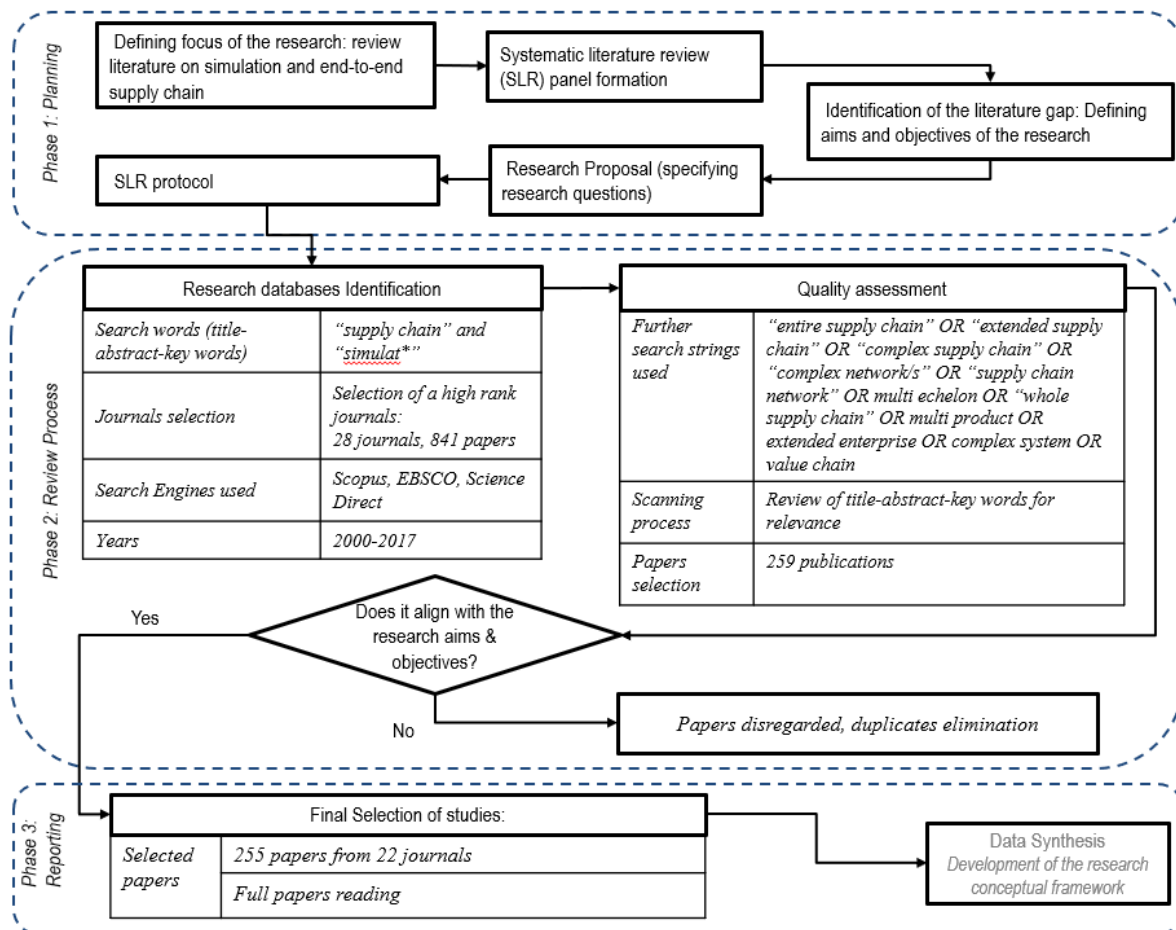 Phase 1: Planning
Defining focus of the research: review
literature on simulation and end-to-end
supply chain
Systematic literature review
(SLR) panel formation
Identification of the literature gap: Defining
aims and objectives of the research
Research Proposal (specifying
research questions)
SLR protocol
Phase 2: Review Process
Research databases Identification
Search words (title-
abstract-key words)
“supply chain” and
“simulat*”
Journals selection
Selection of a high rank
journals:
28 journals, 841 papers
Search Engines used
Scopus, EBSCO, Science
Direct
Years
2000-2017
Quality assessment
Further
search strings
used
“entire supply chain” OR “extended supply
chain” OR “complex supply chain” OR
“complex network/s” OR “supply chain
network” OR multi echelon OR “whole
supply chain” OR multi product OR
extended enterprise OR complex system OR
value chain
Scanning
process
Review of title-abstract-key words for
relevance
Papers
selection
259 publications
Does it align with the
research aims &
objectives?
Yes
No
Papers disregarded, duplicates elimination
Phase 3:
Reporting
Final Selection of studies:
Selected
papers
255 papers from 22 journals
Full papers reading
Data Synthesis
Development of the research
conceptual framework